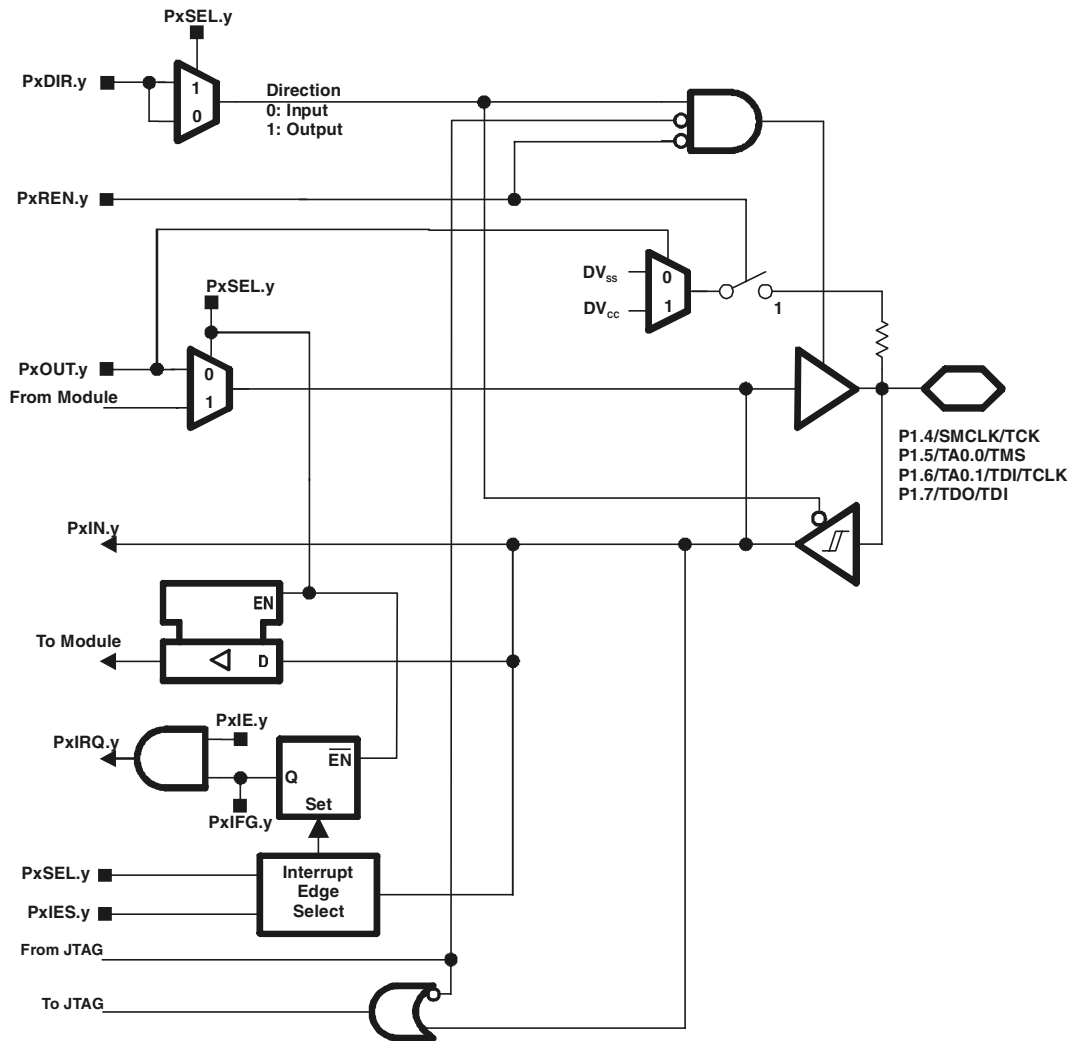 PxSEL.y
PxDIR.y
1
0
Direction
0: Input
1: Output
PxREN.y
DVSS
0
DVCC
1
1
PxSEL.y
PxOUT.y
0
From Module
1
P1.4/SMCLK/TCK
P1.5/TA0.0/TMS
P1.6/TA0.1/TDI/TCLK
P1.7/TDO/TDI
PxIN.y
EN
To Module
D
PxIE.y
PxIRQ.y
EN
Q
Set
PxIFG.y
PxSEL.y
PxIES.y
Interrupt
Edge
Select
From JTAG
To JTAG